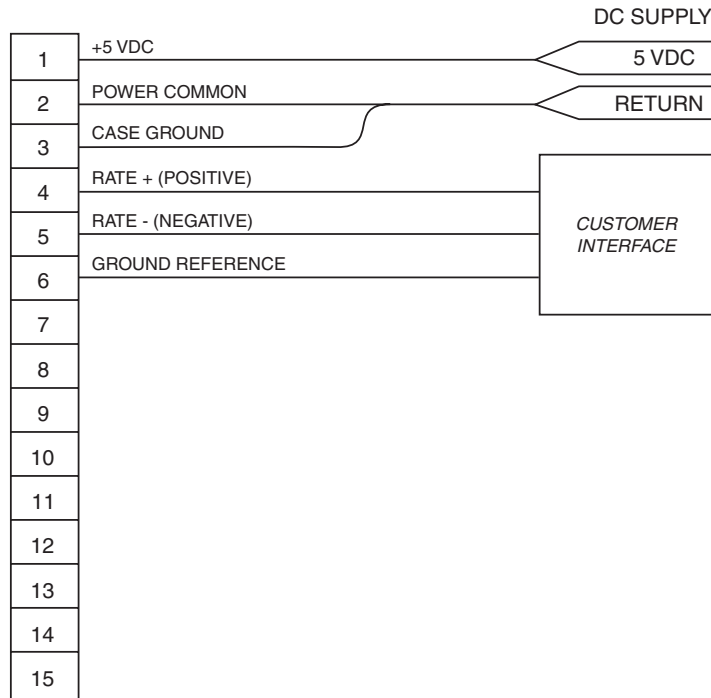 DC SUPPLY
1 +5 VDC 5 VDC
2 POWER COMMON RETURN
3 CASE GROUND
4 RATE + (POSITIVE)
5 RATE - (NEGATIVE)
CUSTOMER
INTERFACE
6 GROUND REFERENCE
7
8
9
10
11
12
13
14
15